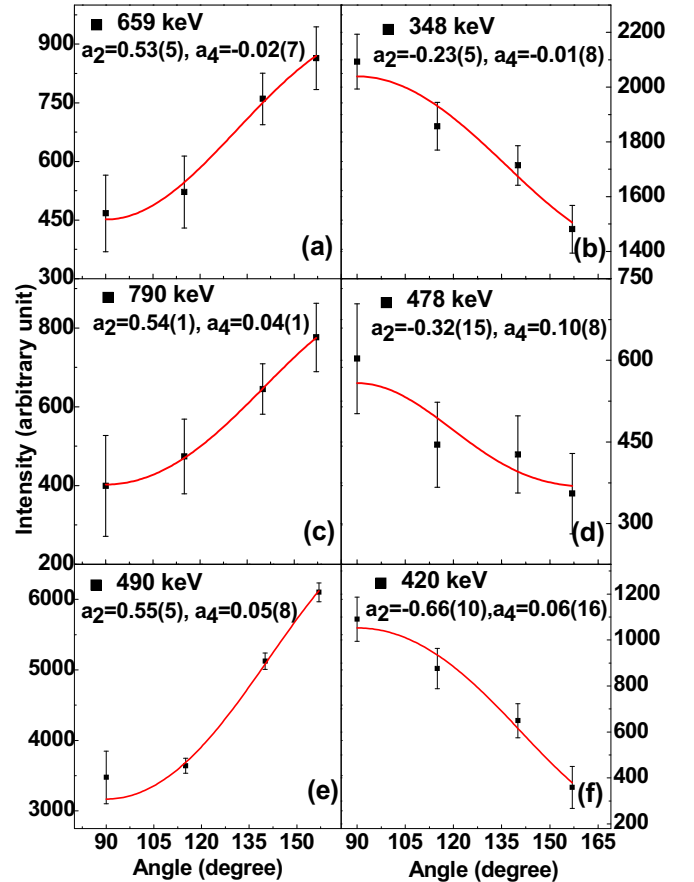 ■ 659 keV
a2=0.53(5), a4=-0.02(7)
900
750
600
450
300
(a)
■ 348 keV
a2=-0.23(5), a4=-0.01(8)
2200
2000
1800
1600
1400
(b)
■ 790 keV
a2=0.54(1), a4=0.04(1)
800
600
400
200
(c)
■ 478 keV
a2=-0.32(15), a4=0.10(8)
750
600
450
300
(d)
■ 490 keV
a2=0.55(5), a4=0.05(8)
6000
5000
4000
3000
(e)
■ 420 keV
a2=-0.66(10),a4=0.06(16)
1200
1000
800
600
400
200
(f)
Intensity (arbitrary unit)
90 105 120 135 150
90 105 120 135 150 165
Angle (degree)
Angle (degree)